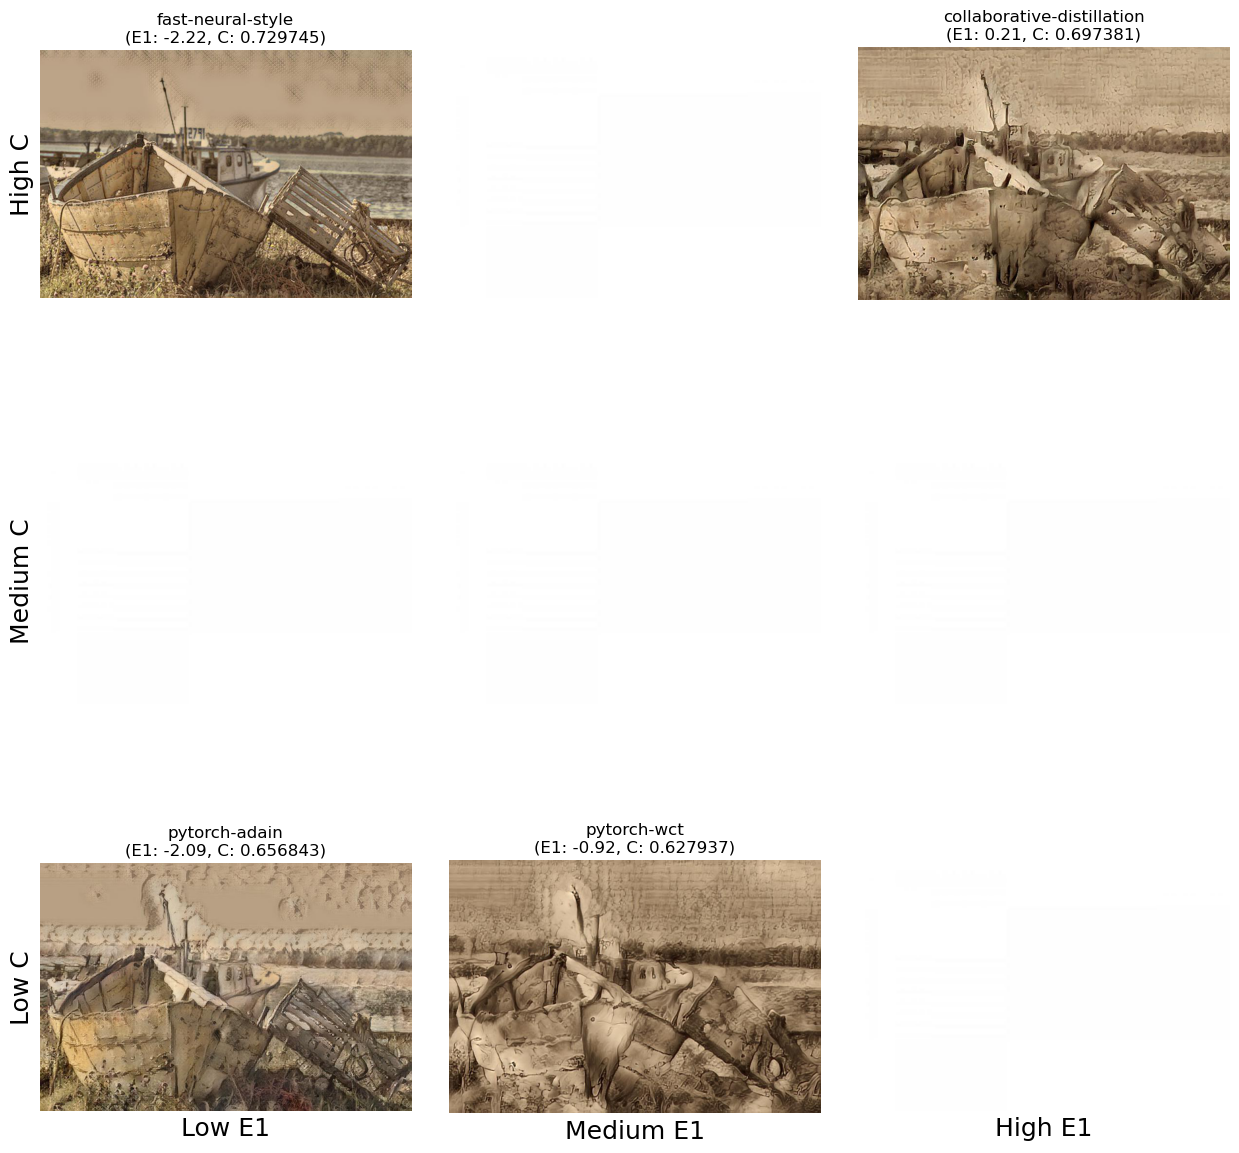 fast-neural-style
(E1: -2.22, C: 0.729745)
collaborative-distillation
(E1: 0.21, C: 0.697381)
High C
Medium C
pytorch-adain
(E1: -2.09, C: 0.656843)
pytorch-wct
(E1: -0.92, C: 0.627937)
Low C
Low E1
Medium E1
High E1